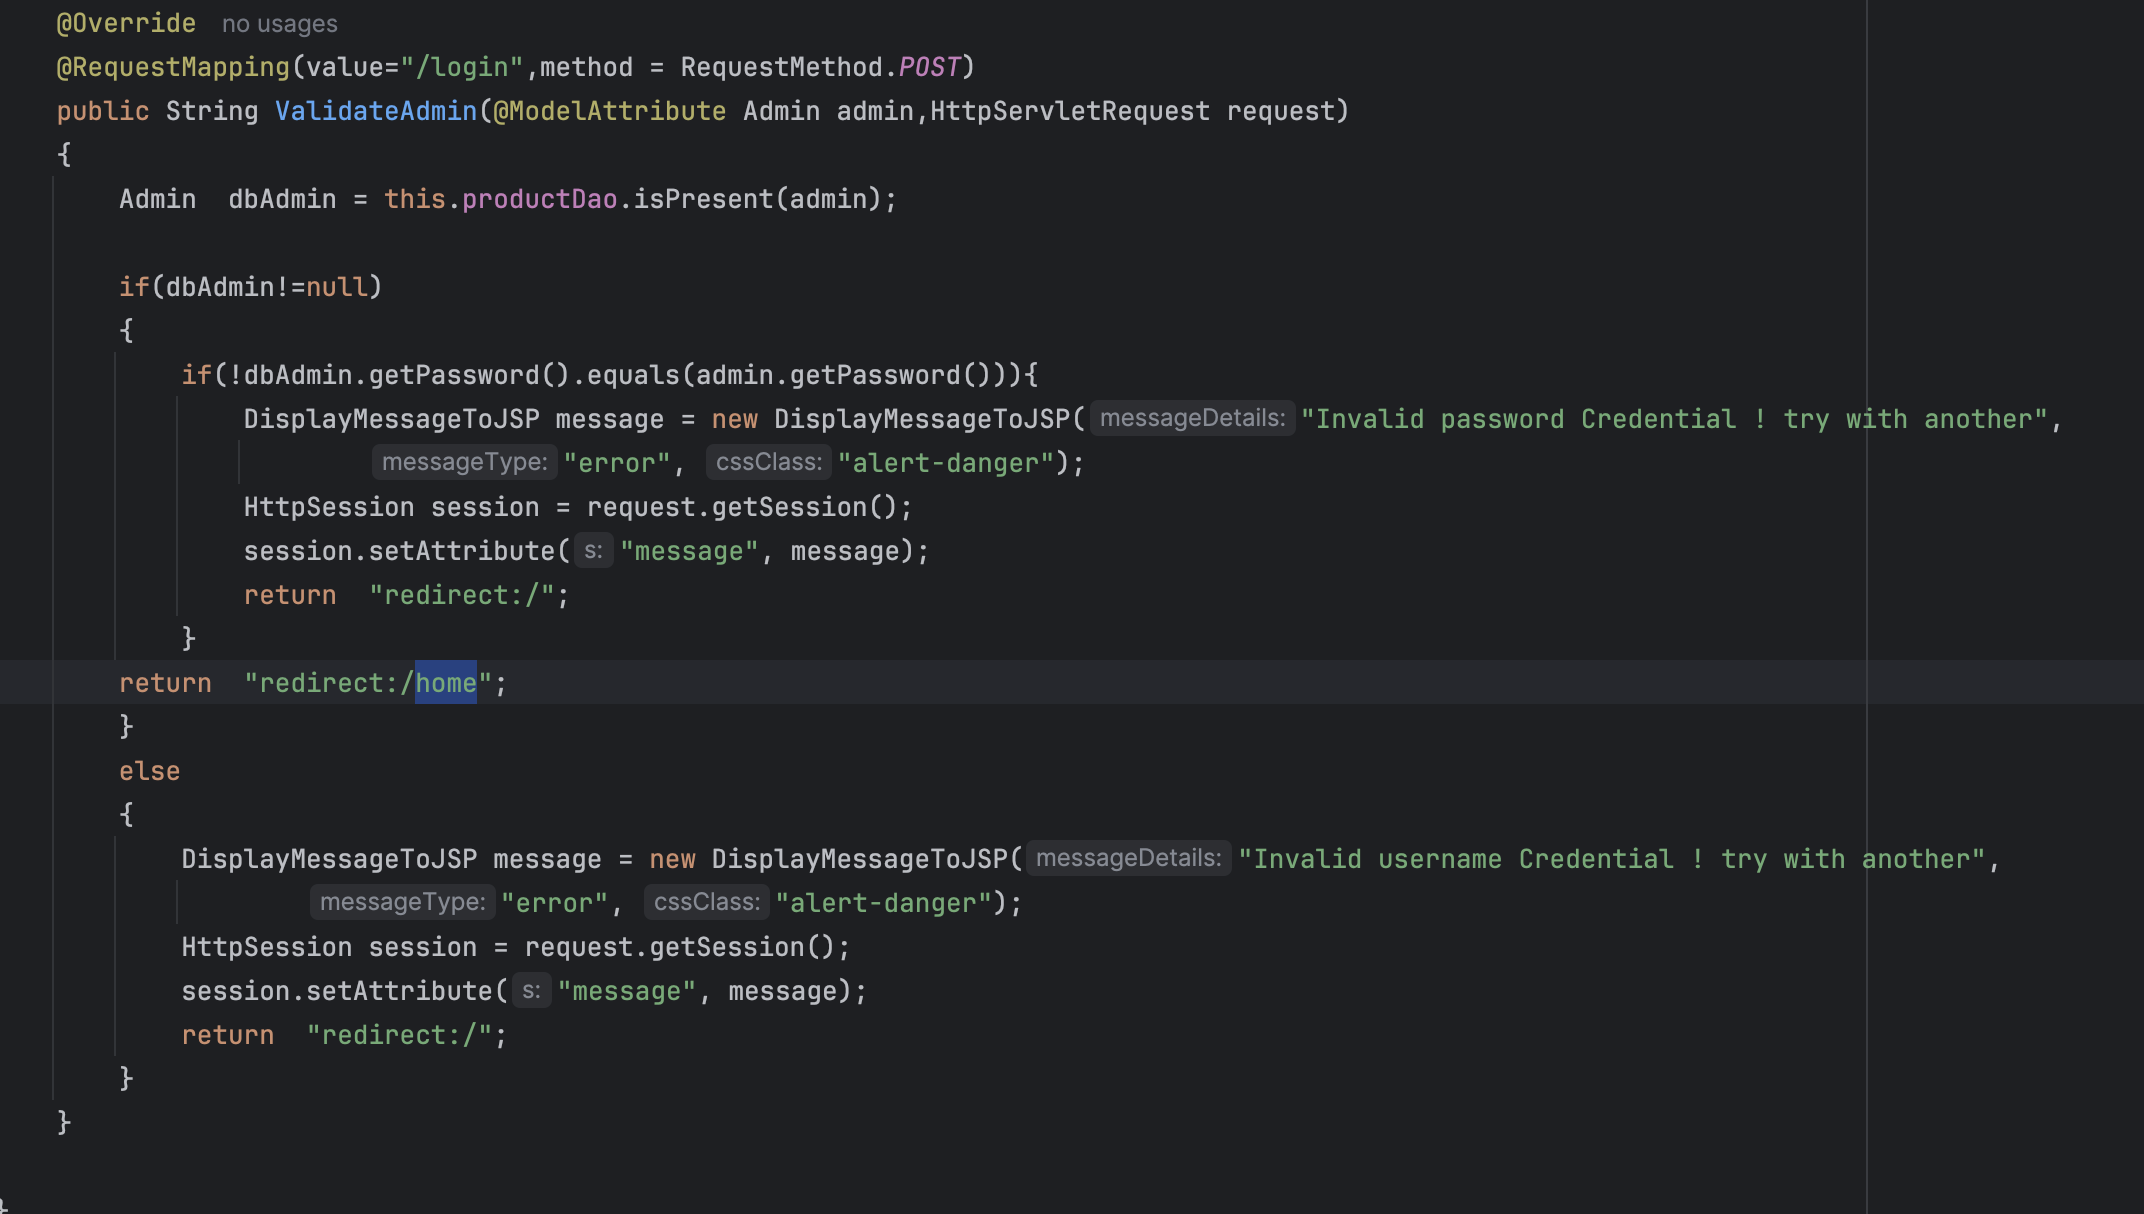 @Override no usages
@RequestMapping(value="/login",method = RequestMethod.POST)
public String ValidateAdmin(@ModelAttribute Admin admin,HttpServletRequest request)
{
Admin  dbAdmin = this.productDao.isPresent(admin);
if(dbAdmin!=null)
{
if(!dbAdmin.getPassword().equals(admin.getPassword())){
DisplayMessageToJSP message = new DisplayMessageToJSP( messageDetails: "Invalid password Credential ! try with another",
messageType: "error", cssClass: "alert-danger");
HttpSession session = request.getSession();
session.setAttribute( s: "message", message);
return  "redirect:/";
}
return  "redirect:/home";
}
else
{
DisplayMessageToJSP message = new DisplayMessageToJSP( messageDetails: "Invalid username Credential ! try with another",
messageType: "error", cssClass: "alert-danger");
HttpSession session = request.getSession();
session.setAttribute( s: "message", message);
return  "redirect:/";
}
}
}